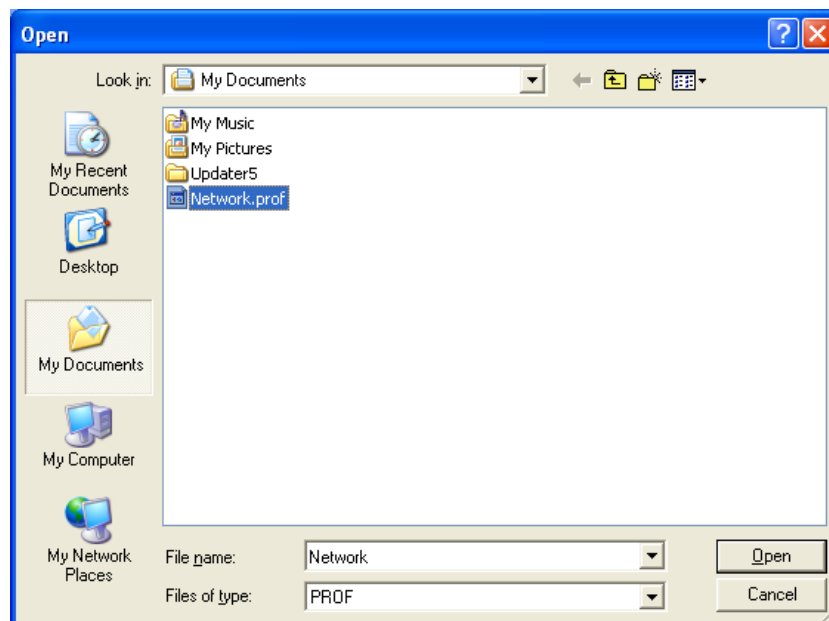 Open
Look in: My Documents
My Music
My Pictures
Updater5
Network.prof
My Recent
Documents
Desktop
My Documents
My Computer
My Network
Places
File name: Network Open
Files of type: PROF Cancel